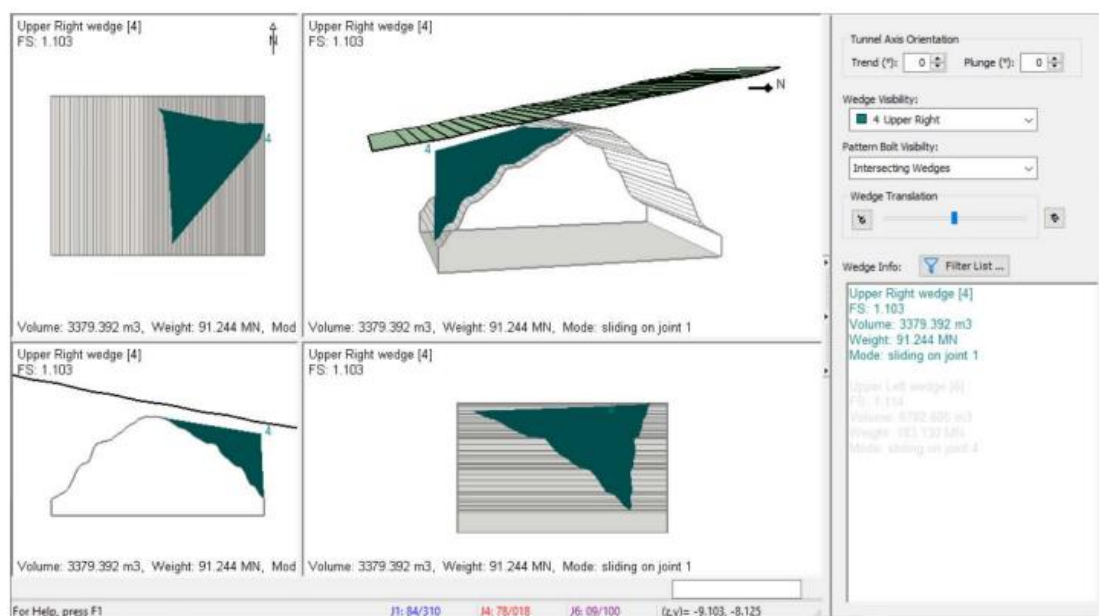 Upper Right wedge [4]
FS: 1.103
N
4
Volume: 3379.392 m3, Weight: 91.244 MN, Mod
Upper Right wedge [4]
FS: 1.103
N
4
Volume: 3379.392 m3, Weight: 91.244 MN, Mode: sliding on joint 1
Upper Right wedge [4]
FS: 1.103
4
Volume: 3379.392 m3, Weight: 91.244 MN, Mod
Upper Right wedge [4]
FS: 1.103
Volume: 3379.392 m3, Weight: 91.244 MN, Mode: sliding on joint 1
Tunnel Axis Orientation
Trend (°): 0 Plunge (°): 0
Wedge Visibility:
4 Upper Right
Pattern Bolt Visibilty:
Intersecting Wedges
Wedge Translation
Wedge Info: Filter List ...
Upper Right wedge [4]
FS: 1.103
Volume: 3379.392 m3
Weight: 91.244 MN
Mode: sliding on joint 1
Upper Left wedge [6]
FS: 1.114
Weight: 183.130 MN
Mode: sliding on joint 4
For Help, press F1 J1: 84/310 J4: 78/018 J6: 09/100 (z,y)= -9.103, -8.125